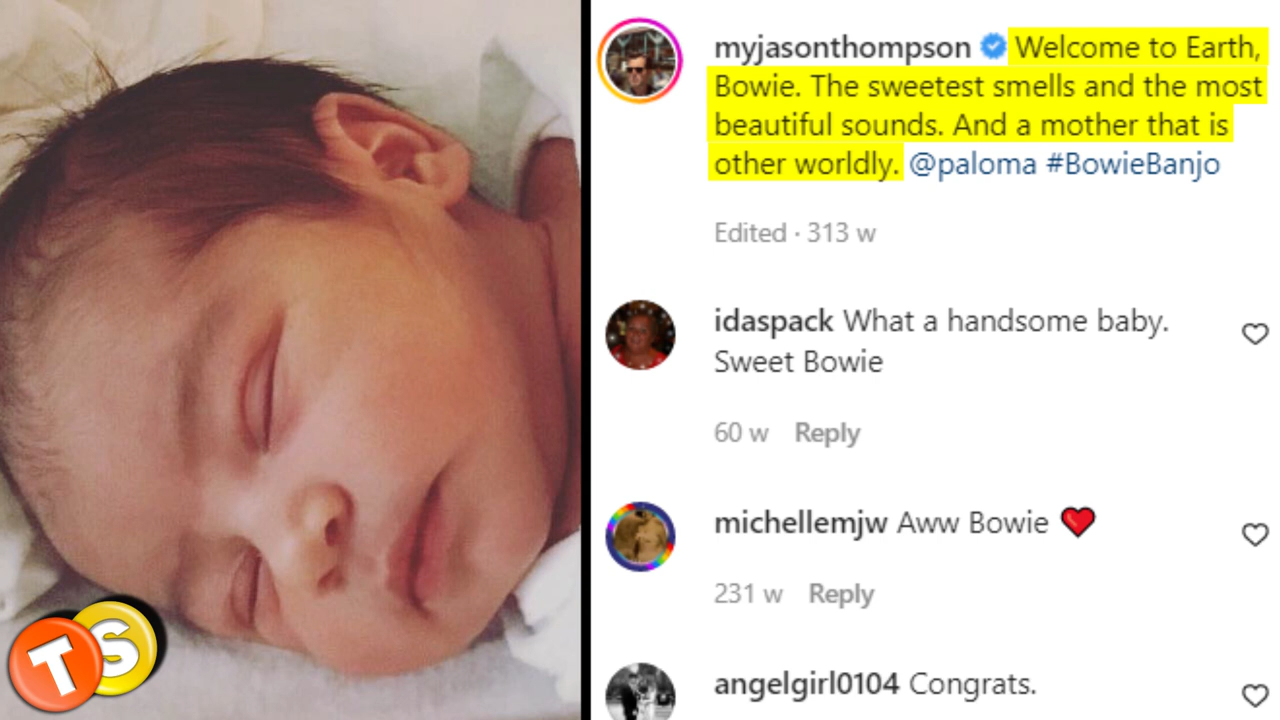 myjasonthompson Welcome to Earth,
Bowie. The sweetest smells and the most
beautiful sounds. And a mother that is
other worldly. @paloma #BowieBanjo
Edited · 313 w
idaspack What a handsome baby.
Sweet Bowie
60 w Reply
michellemjw Aww Bowie ❤️
231 w Reply
angelgirl0104 Congrats.
TS